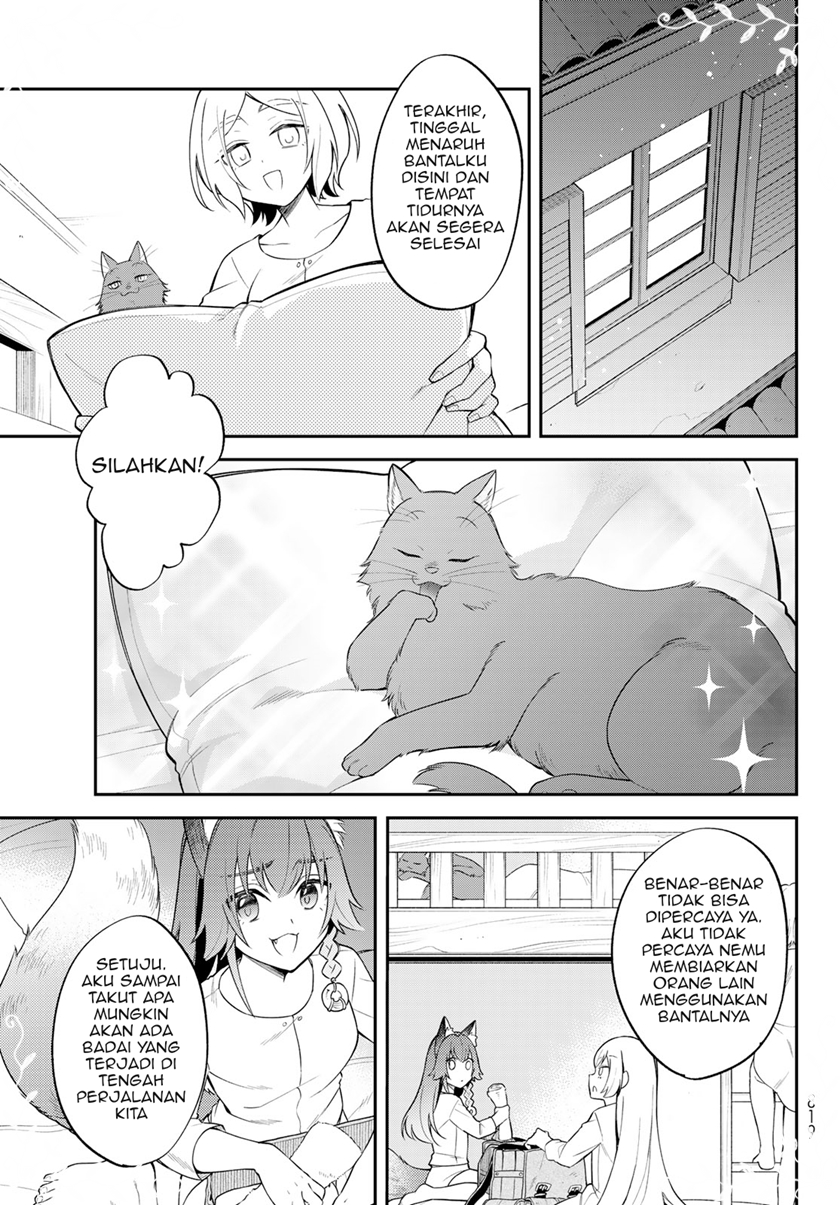 TERAKHIR,
TINGGAL
MENARUH
BANTALKU
DISINI DAN
TEMPAT
TIDURNYA
AKAN SEGERA
SELESAI
SILAHKAN!
BENAR-BENAR
TIDAK BISA
DIPERCAYA YA.
AKU TIDAK
PERCAYA NEMU
MEMBIARKAN
ORANG LAIN
MENGGUNAKAN
BANTALNYA
SETUJU.
AKU SAMPAI
TAKUT APA
MUNGKIN
AKAN ADA
BADAI YANG
TERJADI DI
TENGAH
PERJALANAN
KITA